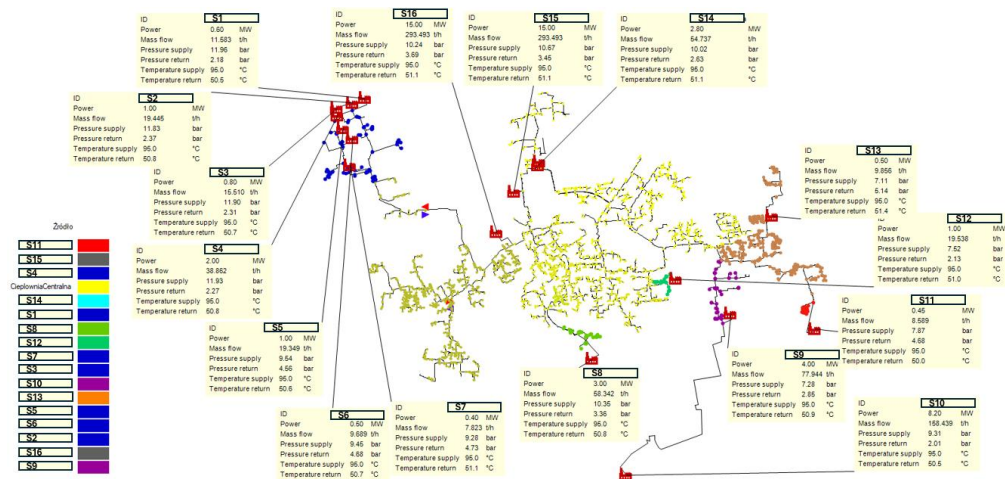 ID S1
Power 0.60 MW
Mass flow 11.583 t/h
Pressure supply 11.96 bar
Pressure return 2.18 bar
Temperature supply 95.0 °C
Temperature return 50.5 °C
ID S16
Power 15.00 MW
Mass flow 293.493 t/h
Pressure supply 10.24 bar
Pressure return 3.69 bar
Temperature supply 95.0 °C
Temperature return 51.1 °C
ID S15
Power 15.00 MW
Mass flow 293.493 t/h
Pressure supply 10.67 bar
Pressure return 3.45 bar
Temperature supply 95.0 °C
Temperature return 51.1 °C
ID S14
Power 2.80 MW
Mass flow 54.737 t/h
Pressure supply 10.02 bar
Pressure return 2.63 bar
Temperature supply 95.0 °C
Temperature return 51.1 °C
ID S2
Power 1.00 MW
Mass flow 19.445 t/h
Pressure supply 11.83 bar
Pressure return 2.37 bar
Temperature supply 95.0 °C
Temperature return 50.8 °C
ID S3
Power 0.80 MW
Mass flow 15.510 t/h
Pressure supply 11.90 bar
Pressure return 2.31 bar
Temperature supply 95.0 °C
Temperature return 50.7 °C
ID S13
Power 0.50 MW
Mass flow 9.856 t/h
Pressure supply 7.11 bar
Pressure return 5.14 bar
Temperature supply 95.0 °C
Temperature return 51.4 °C
ID S12
Power 1.00 MW
Mass flow 19.538 t/h
Pressure supply 7.52 bar
Pressure return 2.13 bar
Temperature supply 95.0 °C
Temperature return 51.0 °C
Źródło
S11
S15
S4
CiepłowniaCentralna
S14
S1
S8
S12
S7
S3
S10
S13
S5
S6
S2
S16
S9
ID S4
Power 2.00 MW
Mass flow 38.862 t/h
Pressure supply 11.93 bar
Pressure return 2.27 bar
Temperature supply 95.0 °C
Temperature return 50.8 °C
ID S5
Power 1.00 MW
Mass flow 19.349 t/h
Pressure supply 9.54 bar
Pressure return 4.66 bar
Temperature supply 95.0 °C
Temperature return 50.6 °C
ID S11
Power 0.45 MW
Mass flow 8.589 t/h
Pressure supply 7.87 bar
Pressure return 4.68 bar
Temperature supply 95.0 °C
Temperature return 50.0 °C
ID S6
Power 0.50 MW
Mass flow 9.689 t/h
Pressure supply 9.45 bar
Pressure return 4.68 bar
Temperature supply 95.0 °C
Temperature return 50.7 °C
ID S7
Power 0.40 MW
Mass flow 7.823 t/h
Pressure supply 9.28 bar
Pressure return 4.73 bar
Temperature supply 95.0 °C
Temperature return 51.1 °C
ID S8
Power 3.00 MW
Mass flow 58.342 t/h
Pressure supply 10.35 bar
Pressure return 3.36 bar
Temperature supply 95.0 °C
Temperature return 50.8 °C
ID S9
Power 4.00 MW
Mass flow 77.944 t/h
Pressure supply 7.28 bar
Pressure return 2.85 bar
Temperature supply 95.0 °C
Temperature return 50.9 °C
ID S10
Power 8.20 MW
Mass flow 158.439 t/h
Pressure supply 9.31 bar
Pressure return 2.01 bar
Temperature supply 95.0 °C
Temperature return 50.5 °C